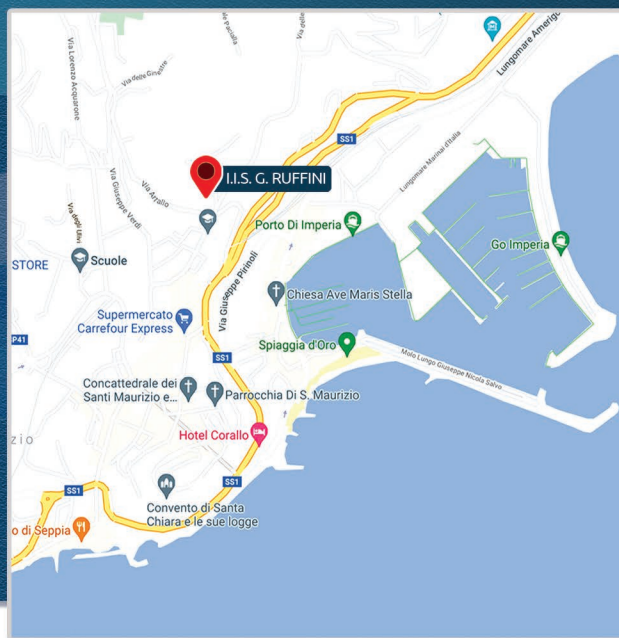 Via Lorenzo Acquarone
Via delle Ginestre
Lungomare Amerigo
SS1
I.I.S. G. RUFFINI
Via Arrallo
Via Giuseppe Verdi
Via degli Ulivi
Lungomare Marinai d'Italia
Porto Di Imperia
Go Imperia
STORE
Scuole
Via Giuseppe Pirinoli
Chiesa Ave Maris Stella
Supermercato
Carrefour Express
P41
SS1
Spiaggia d'Oro
Molo Lungo Giuseppe Nicola Salvo
Concattedrale dei
Santi Maurizio e...
Parrocchia Di S. Maurizio
Hotel Corallo
zio
SS1
SS1
Convento di Santa
Chiara e le sue logge
o di Seppia